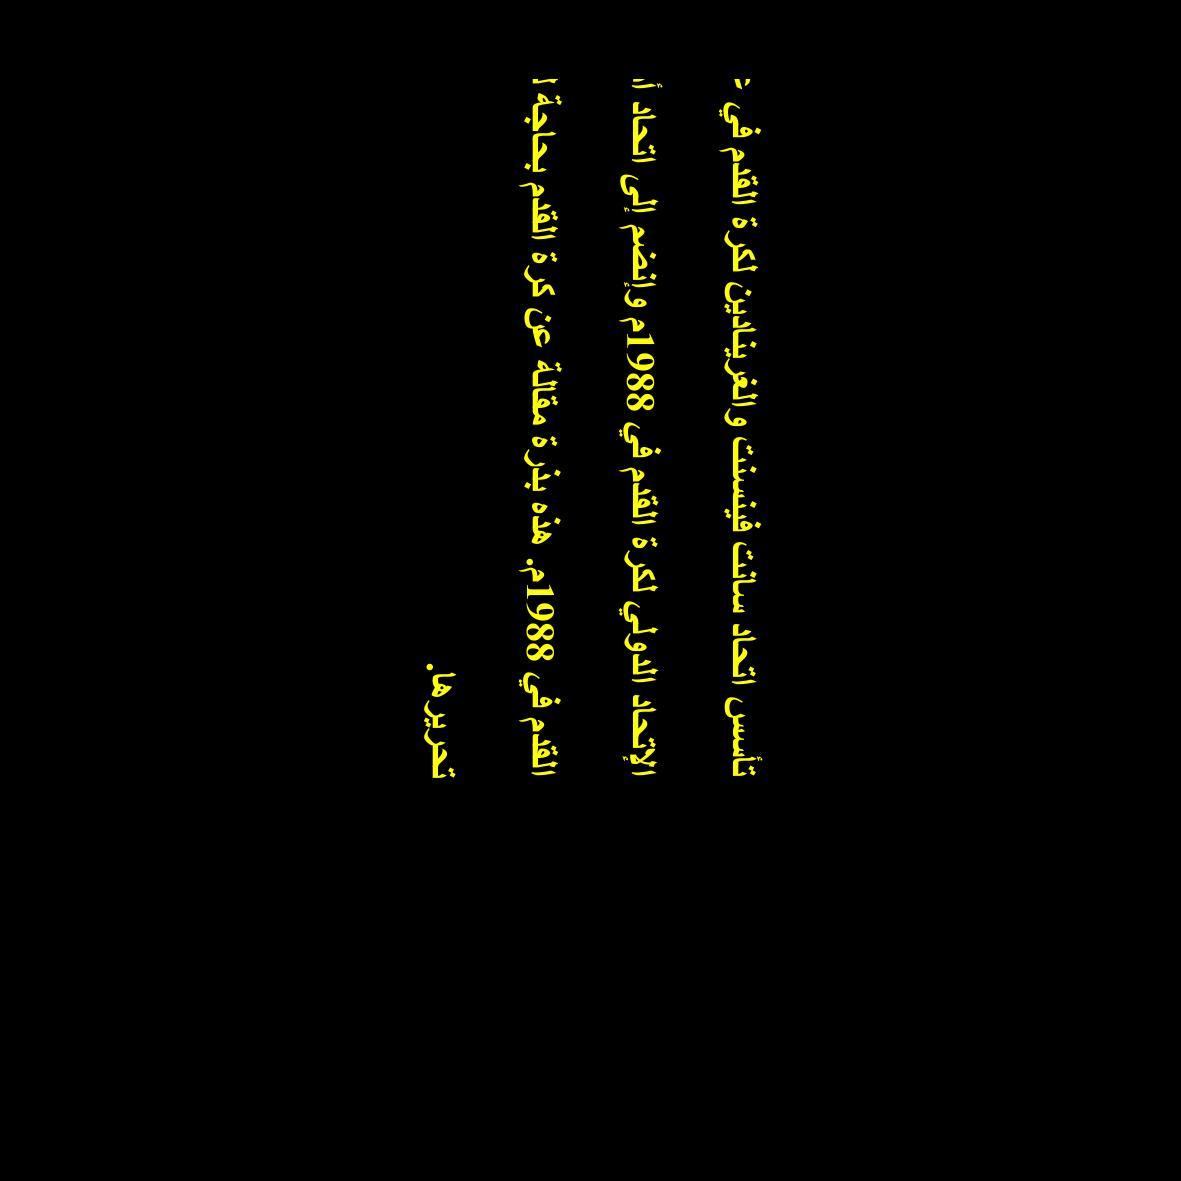 تأسس اتحاد سانت فينسنت والغرينادين لكرة القدم في
الإتحاد الدولي لكرة القدم في 1988م وإنضم إلى اتحاد
القدم في 1988م. هذه بذرة مقالة عن كرة القدم بحاجة
تحريرها.